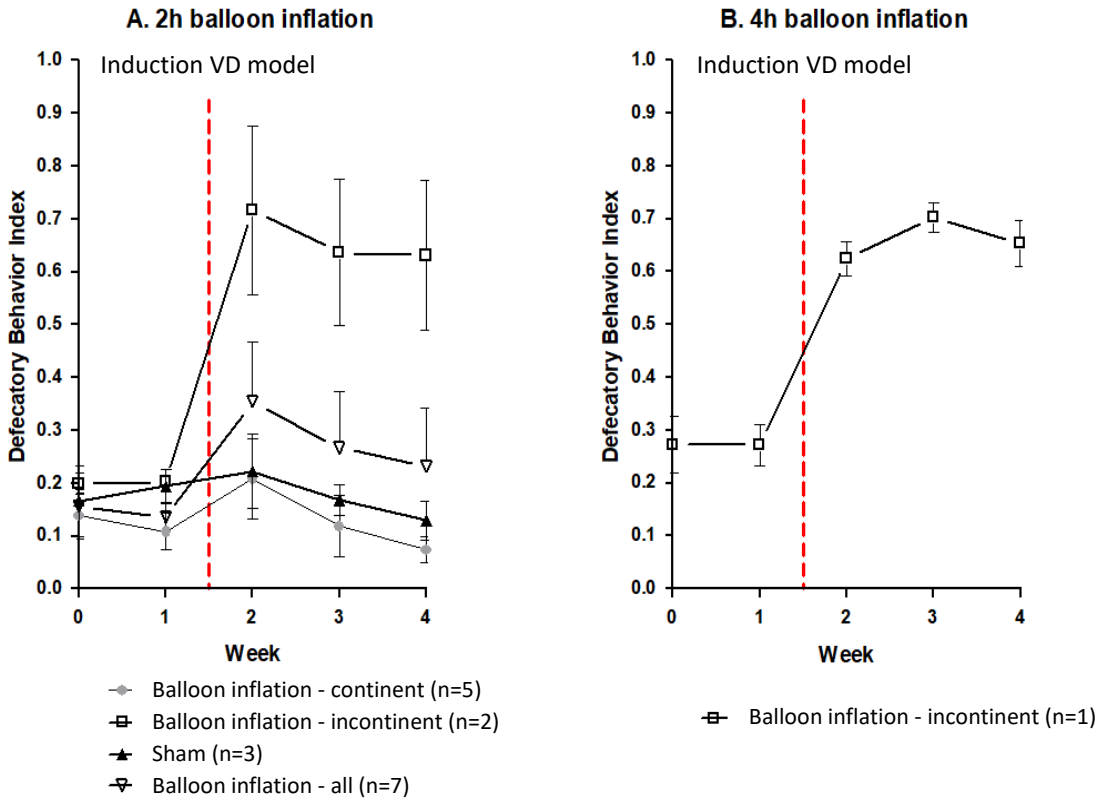 A. 2h balloon inflation
Induction VD model
1.0
0.9
0.8
0.7
0.6
0.5
0.4
0.3
0.2
0.1
0.0
Defecatory Behavior Index
0 1 2 3 4
Week
Balloon inflation - continent (n=5)
Balloon inflation - incontinent (n=2)
Sham (n=3)
Balloon inflation - all (n=7)
B. 4h balloon inflation
Induction VD model
1.0
0.9
0.8
0.7
0.6
0.5
0.4
0.3
0.2
0.1
0.0
Defecatory Behavior Index
0 1 2 3 4
Week
Balloon inflation - incontinent (n=1)